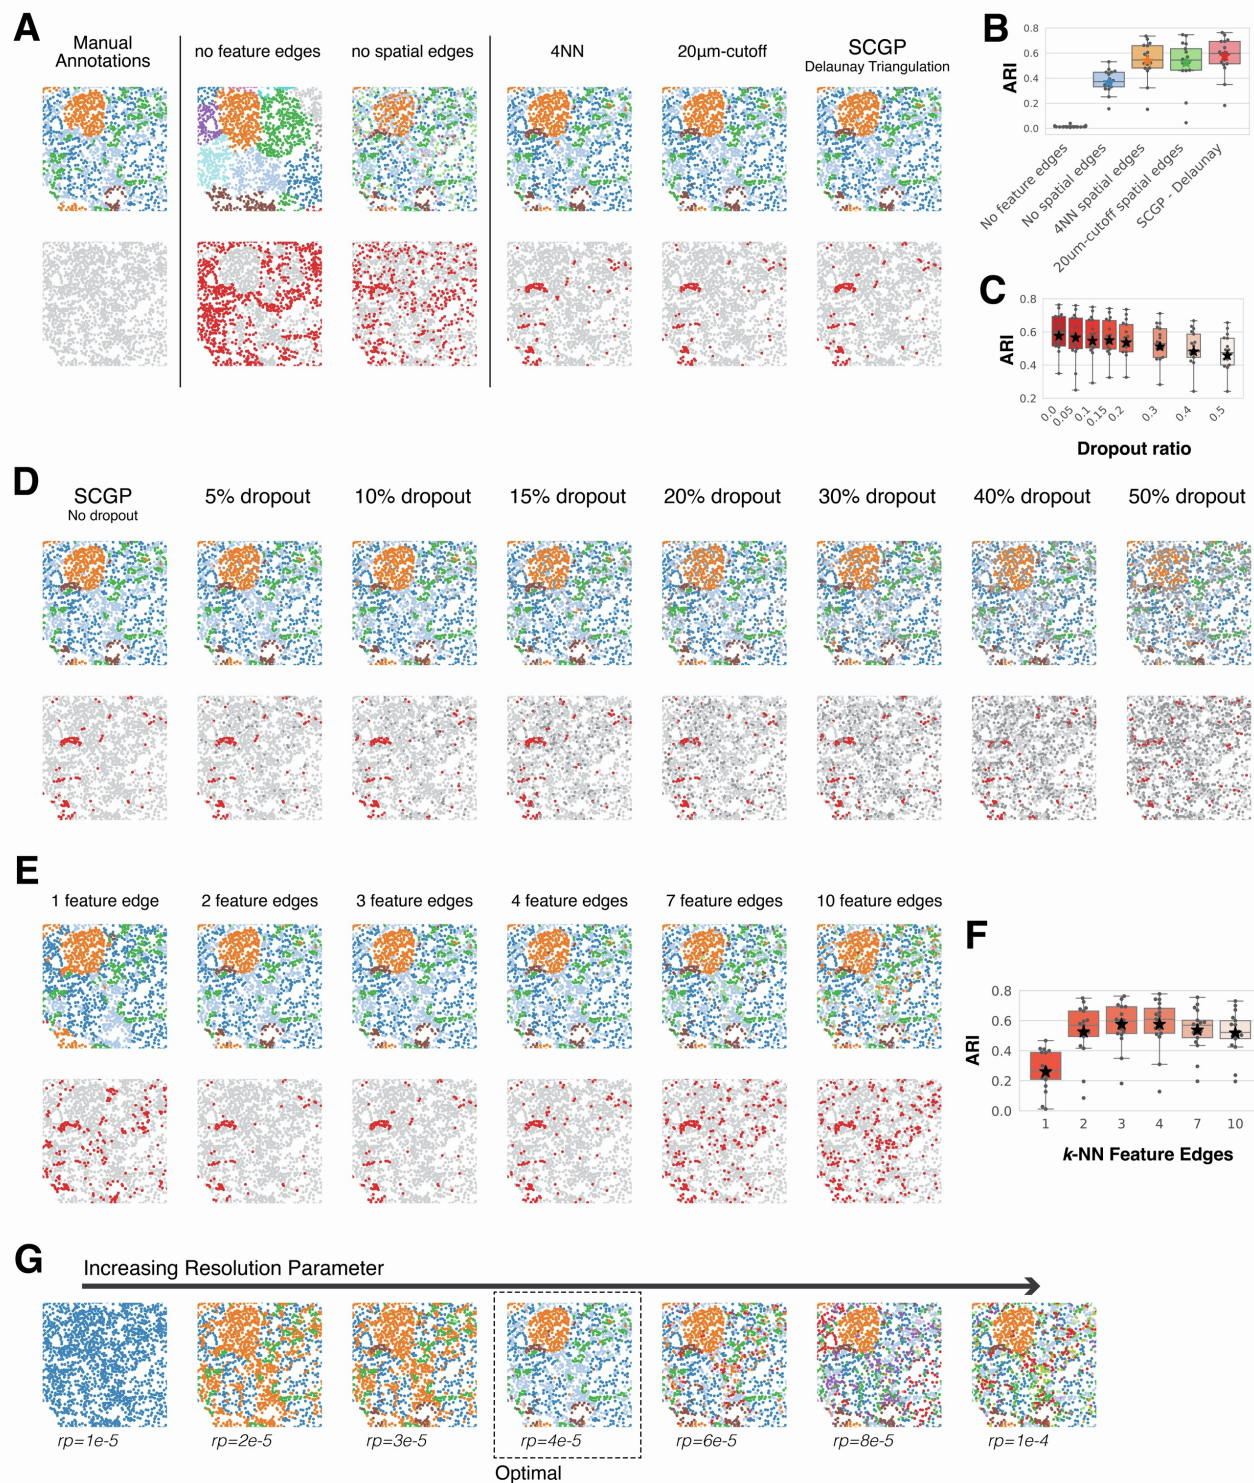 A
Manual
Annotations
no feature edges
no spatial edges
4NN
20μm-cutoff
SCGP
Delaunay Triangulation
B
ARI
0.8
0.6
0.4
0.2
0.0
No feature edges
No spatial edges
4NN spatial edges
20um-cutoff spatial edges
SCGP - Delaunay
C
ARI
0.8
0.6
0.4
0.2
0.0
0.05
0.1
0.15
0.2
0.3
0.4
0.5
Dropout ratio
D
SCGP
No dropout
5% dropout
10% dropout
15% dropout
20% dropout
30% dropout
40% dropout
50% dropout
E
1 feature edge
2 feature edges
3 feature edges
4 feature edges
7 feature edges
10 feature edges
F
ARI
0.8
0.6
0.4
0.2
0.0
1
2
3
4
7
10
k-NN Feature Edges
G
Increasing Resolution Parameter
rp=1e-5
rp=2e-5
rp=3e-5
rp=4e-5
rp=6e-5
rp=8e-5
rp=1e-4
Optimal